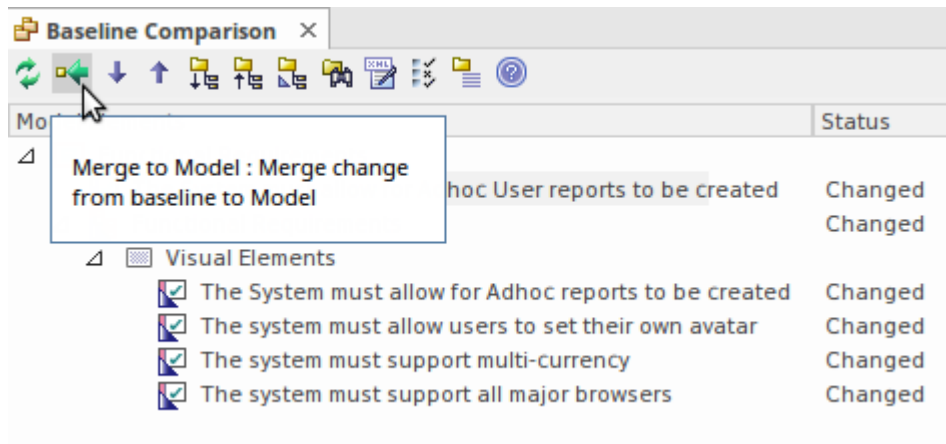 Baseline Comparison
Mo Status
Merge to Model : Merge change
from baseline to Model
hoc User reports to be created Changed
Changed
Visual Elements
The System must allow for Adhoc reports to be created Changed
The system must allow users to set their own avatar Changed
The system must support multi-currency Changed
The system must support all major browsers Changed